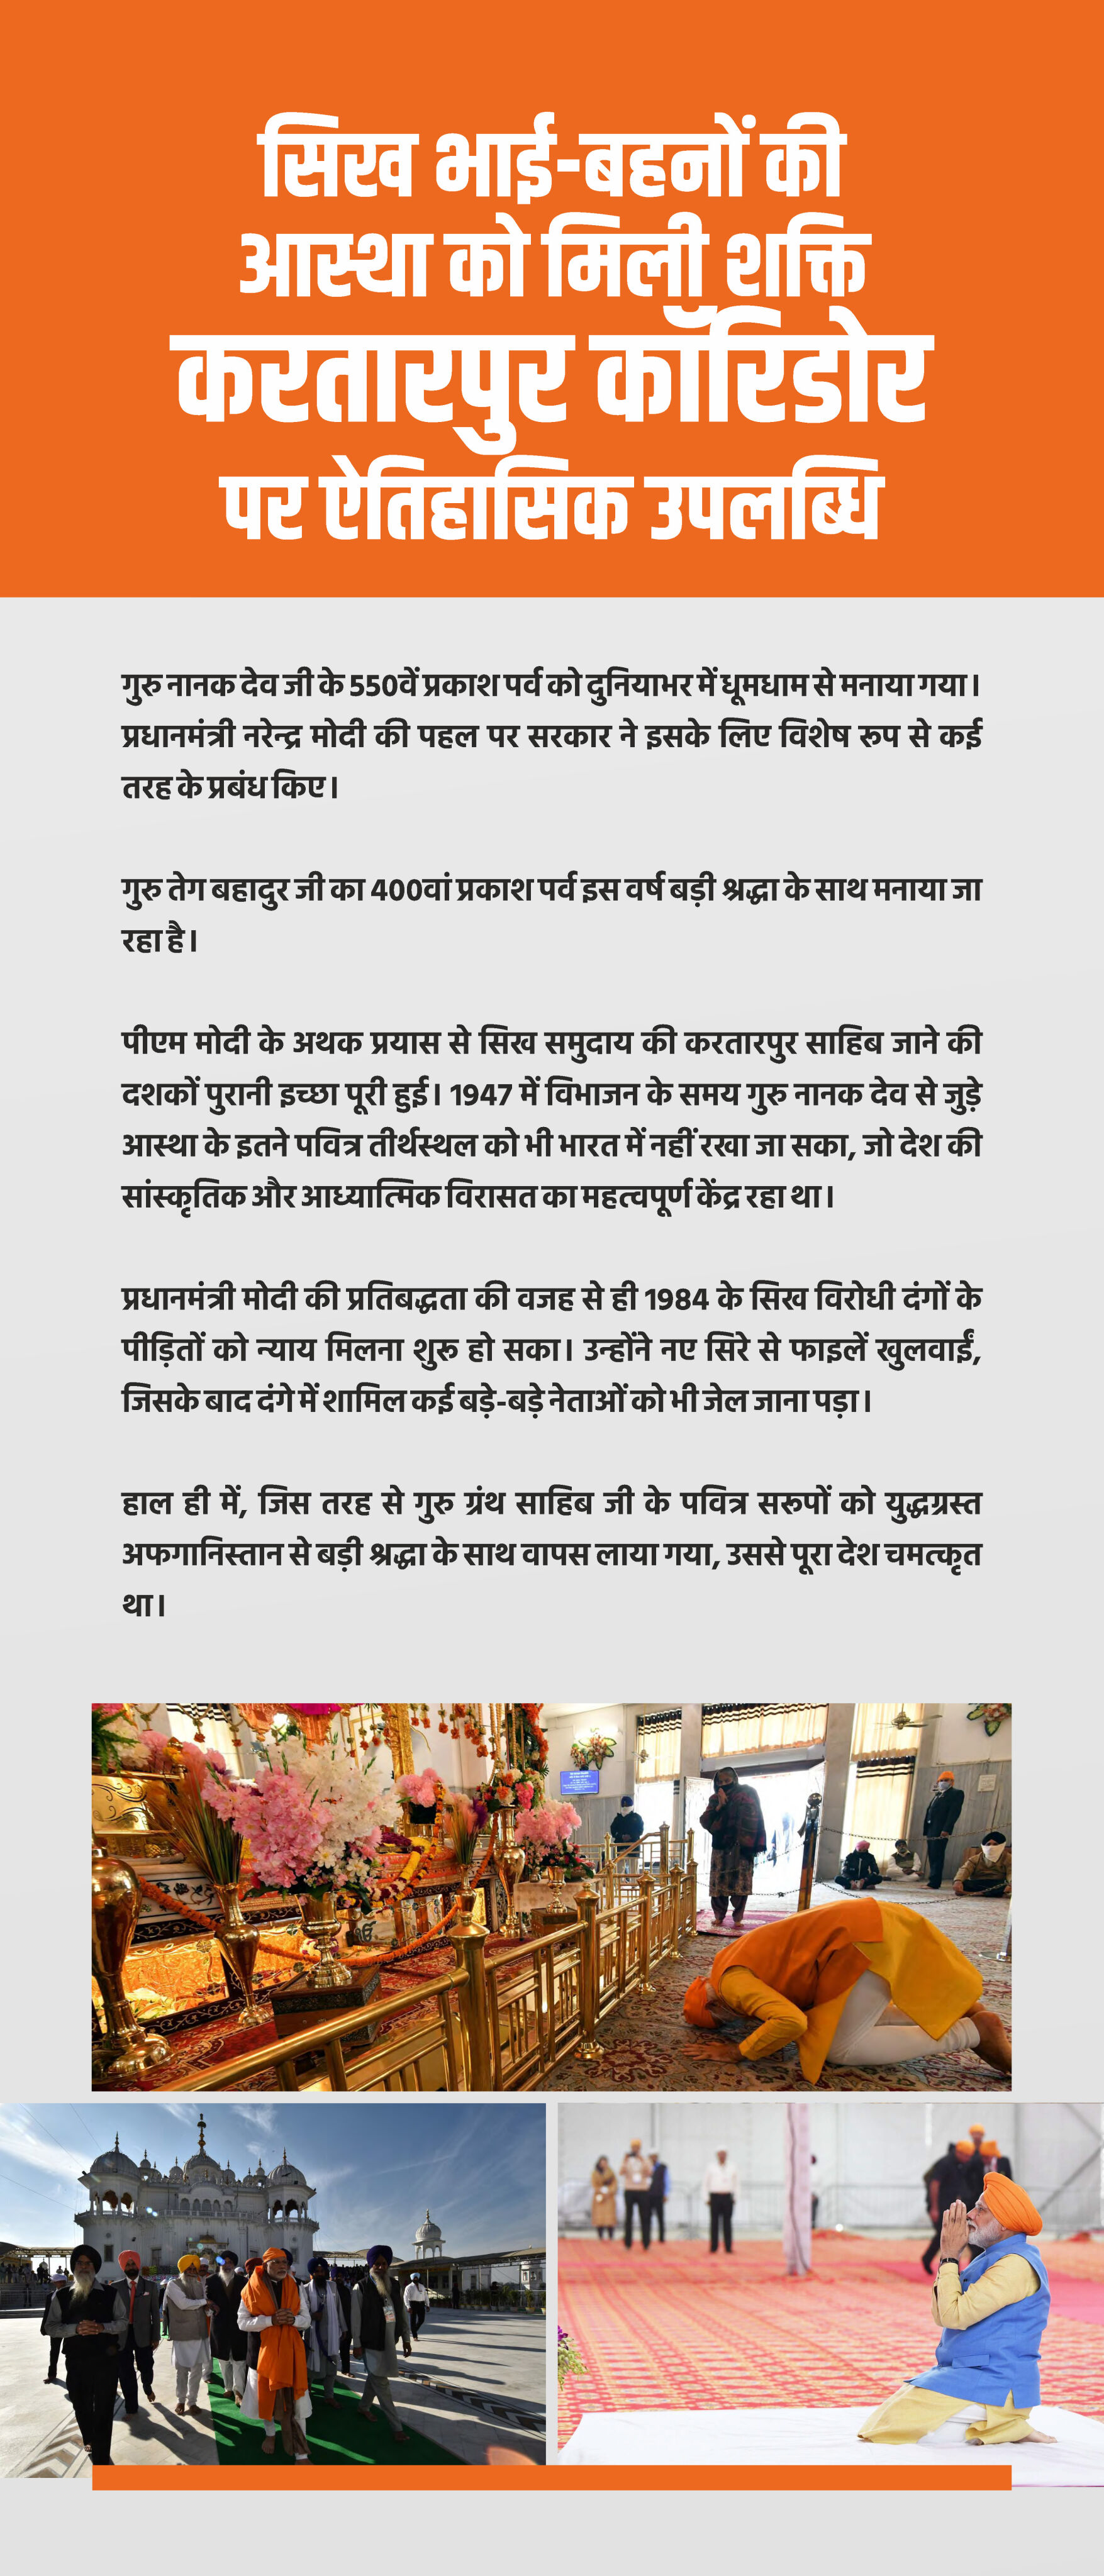 सिख भाई-बहनों की
आस्था को मिली शक्ति
करतारपुर कॉरिडोर
पर ऐतिहासिक उपलब्धि
गुरु नानक देव जी के 550वें प्रकाश पर्व को दुनियाभर में धूमधाम से मनाया गया।
प्रधानमंत्री नरेन्द्र मोदी की पहल पर सरकार ने इसके लिए विशेष रूप से कई
तरह के प्रबंध किए।
गुरु तेग बहादुर जी का 400वां प्रकाश पर्व इस वर्ष बड़ी श्रद्धा के साथ मनाया जा
रहा है।
पीएम मोदी के अथक प्रयास से सिख समुदाय की करतारपुर साहिब जाने की
दशकों पुरानी इच्छा पूरी हुई। 1947 में विभाजन के समय गुरु नानक देव से जुड़े
आस्था के इतने पवित्र तीर्थस्थल को भी भारत में नहीं रखा जा सका, जो देश की
सांस्कृतिक और आध्यात्मिक विरासत का महत्वपूर्ण केंद्र रहा था।
प्रधानमंत्री मोदी की प्रतिबद्धता की वजह से ही 1984 के सिख विरोधी दंगों के
पीड़ितों को न्याय मिलना शुरू हो सका। उन्होंने नए सिरे से फाइलें खुलवाईं,
जिसके बाद दंगे में शामिल कई बड़े-बड़े नेताओं को भी जेल जाना पड़ा।
हाल ही में, जिस तरह से गुरु ग्रंथ साहिब जी के पवित्र सरूपों को युद्धग्रस्त
अफगानिस्तान से बड़ी श्रद्धा के साथ वापस लाया गया, उससे पूरा देश चमत्कृत
था।